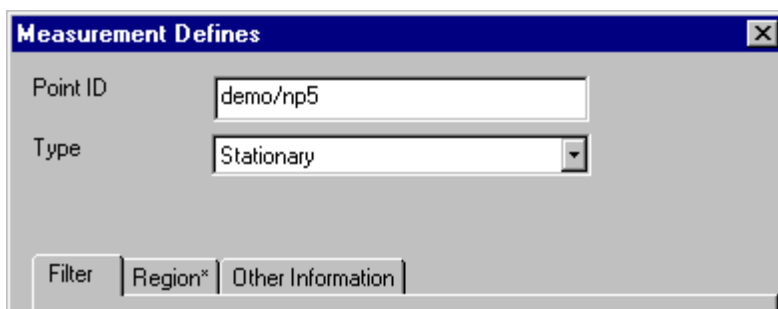 Measurement Defines
Point ID demo/np5
Type Stationary
Filter Region* Other Information